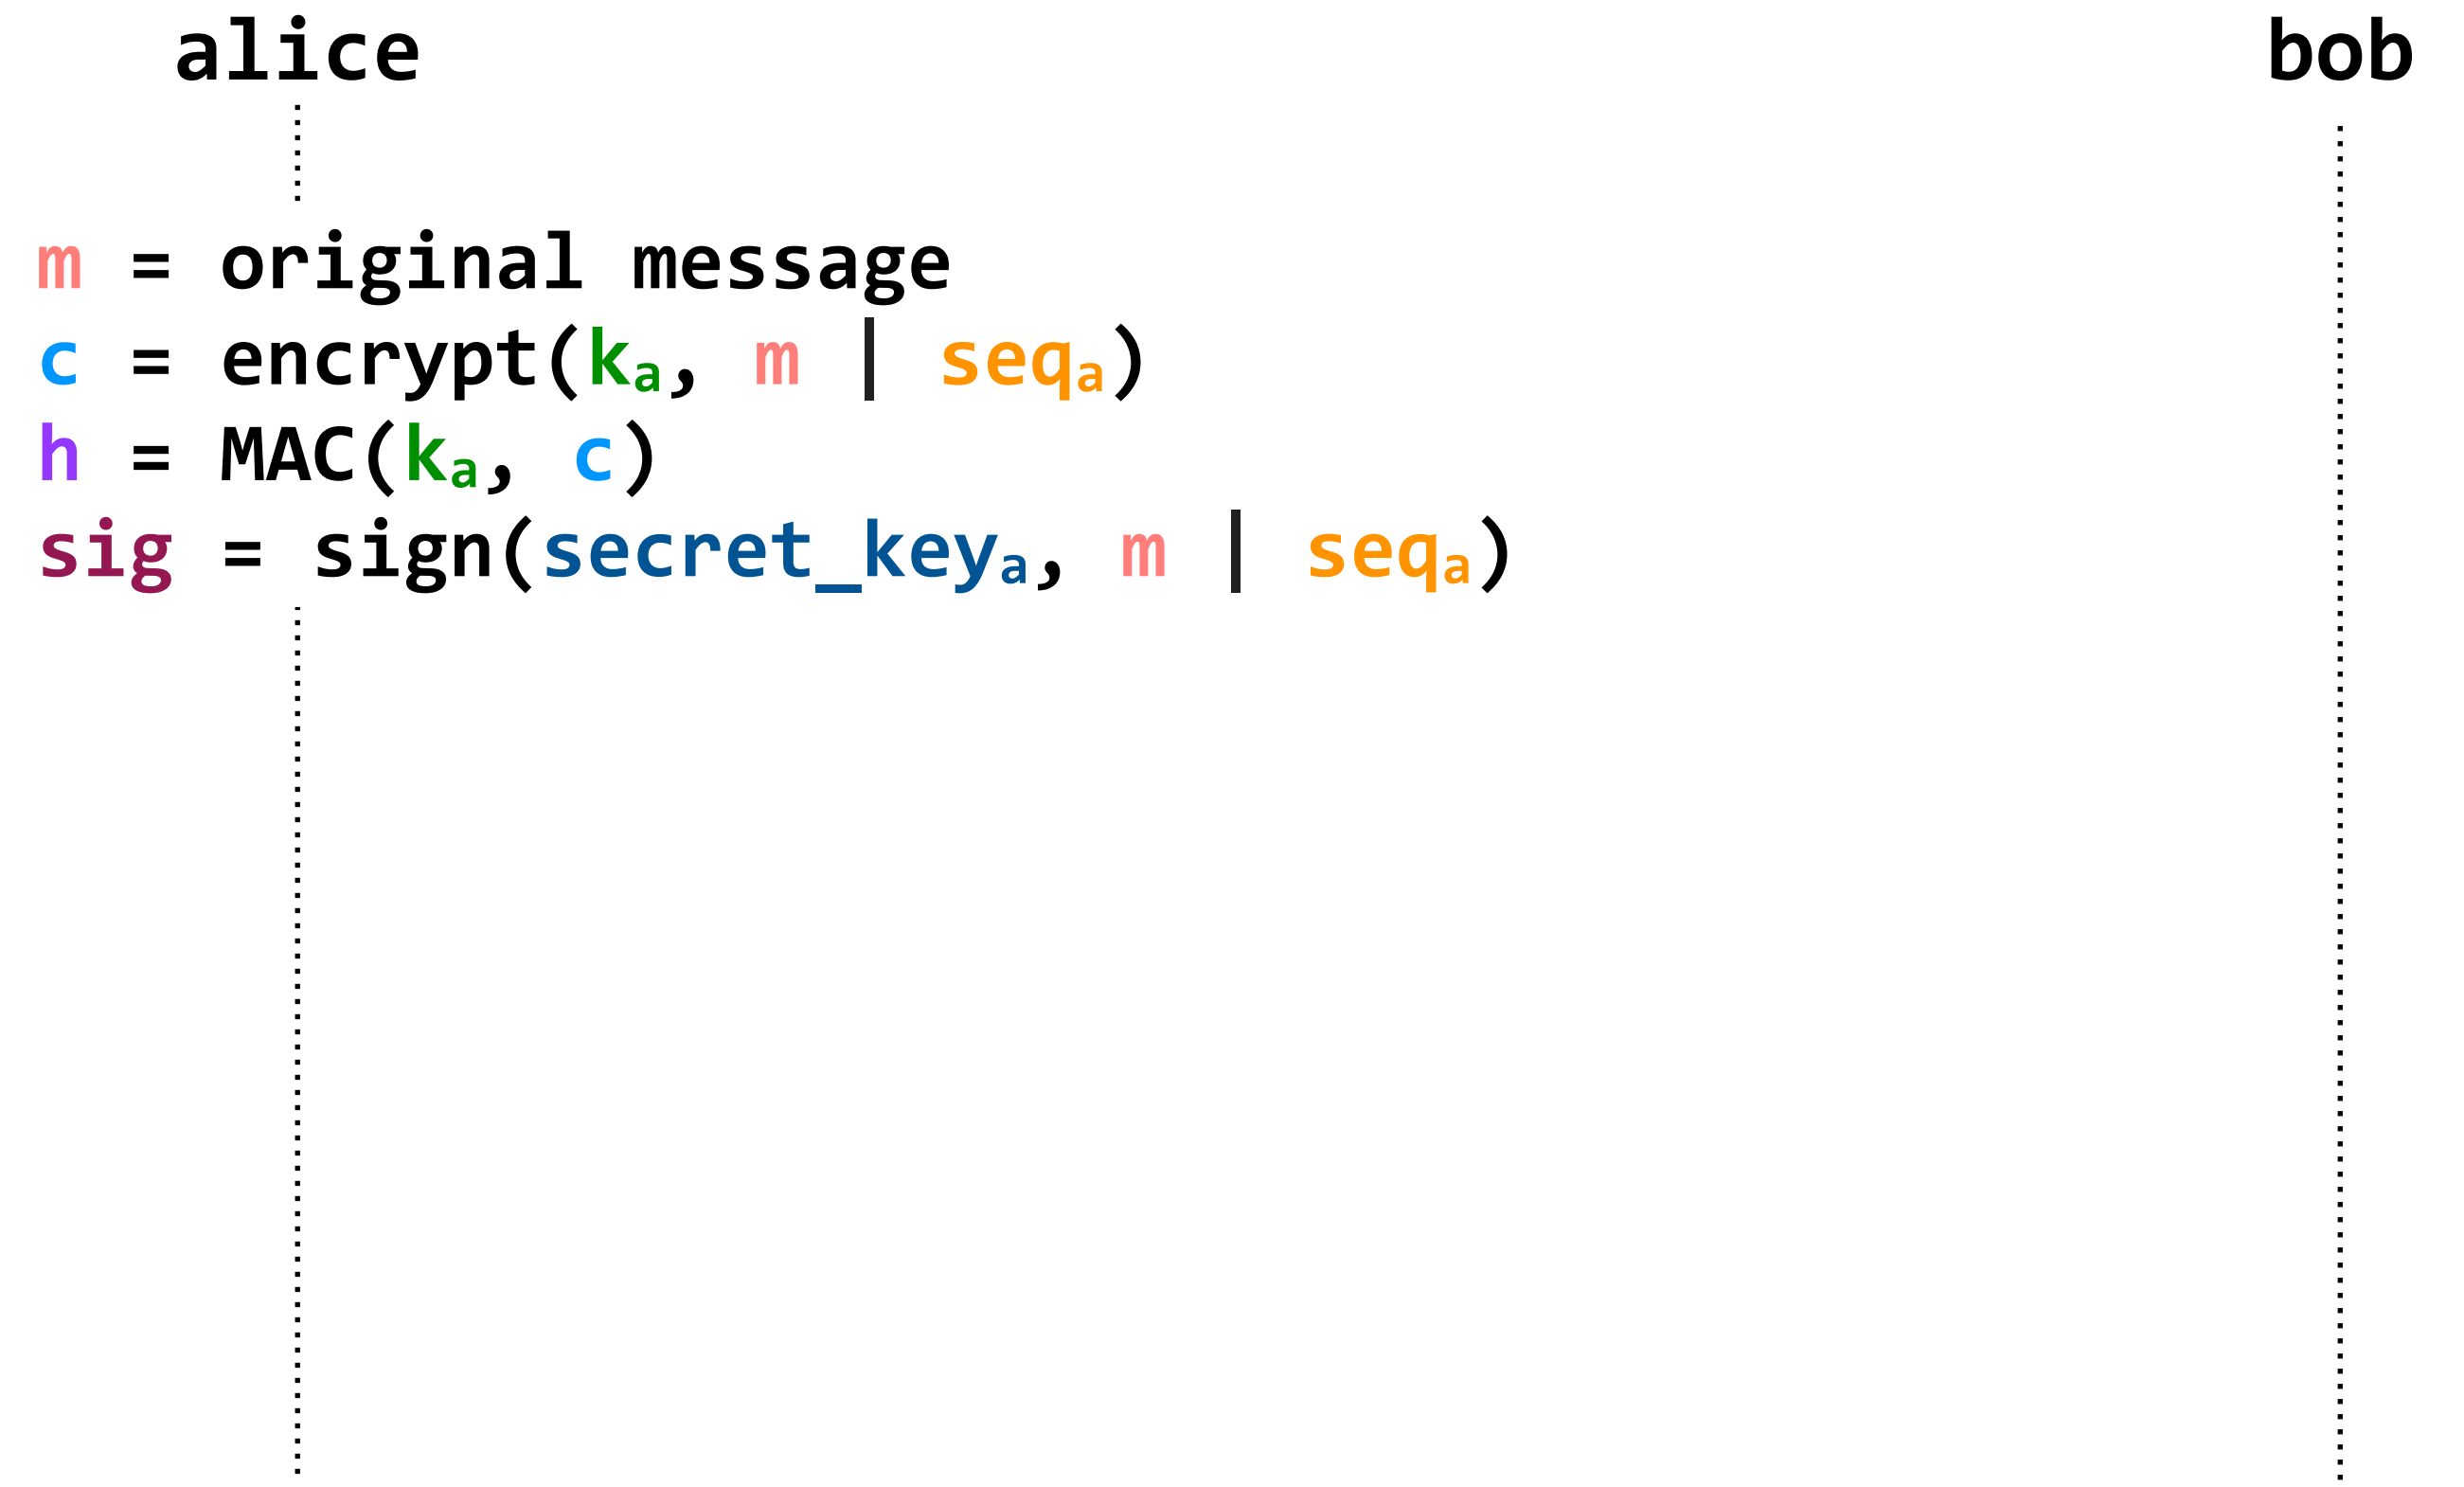 alice bob
m = original message
c = encrypt(kₐ, m | seqₐ)
h = MAC(kₐ, c)
sig = sign(secret_keyₐ, m | seqₐ)